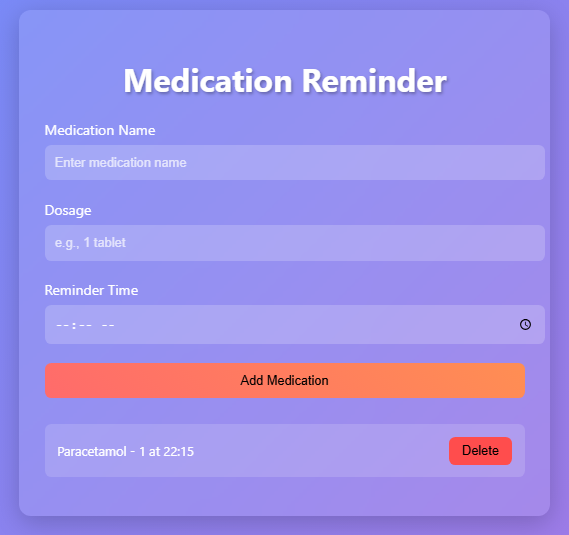 Medication Reminder
Medication Name
Enter medication name
Dosage
e.g., 1 tablet
Reminder Time
--:-- --
Add Medication
Paracetamol - 1 at 22:15
Delete